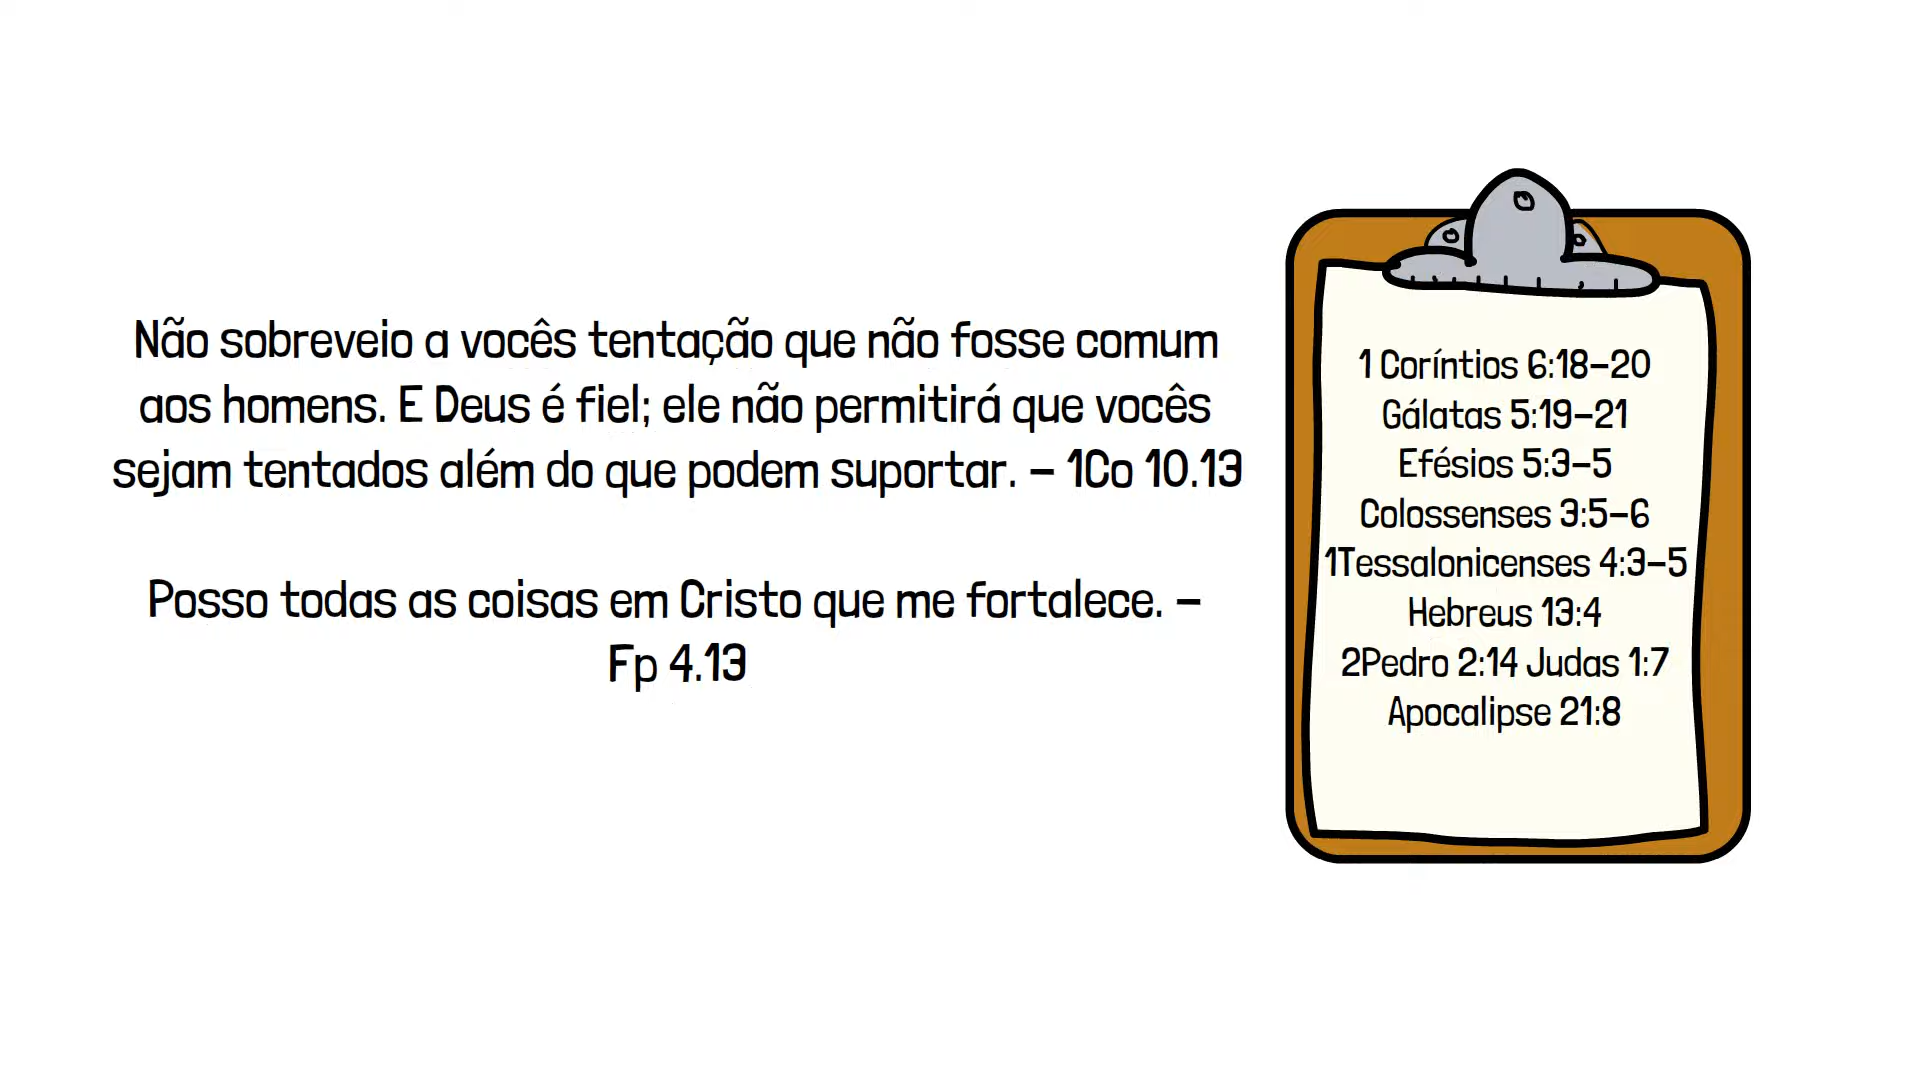 Não sobreveio a vocês tentação que não fosse comum
aos homens. E Deus é fiel; ele não permitirá que vocês
sejam tentados além do que podem suportar. – 1Co 10.13
Posso todas as coisas em Cristo que me fortalece. –
Fp 4.13
1 Coríntios 6:18–20
Gálatas 5:19–21
Efésios 5:3–5
Colossenses 3:5–6
1Tessalonicenses 4:3–5
Hebreus 13:4
2Pedro 2:14 Judas 1:7
Apocalipse 21:8